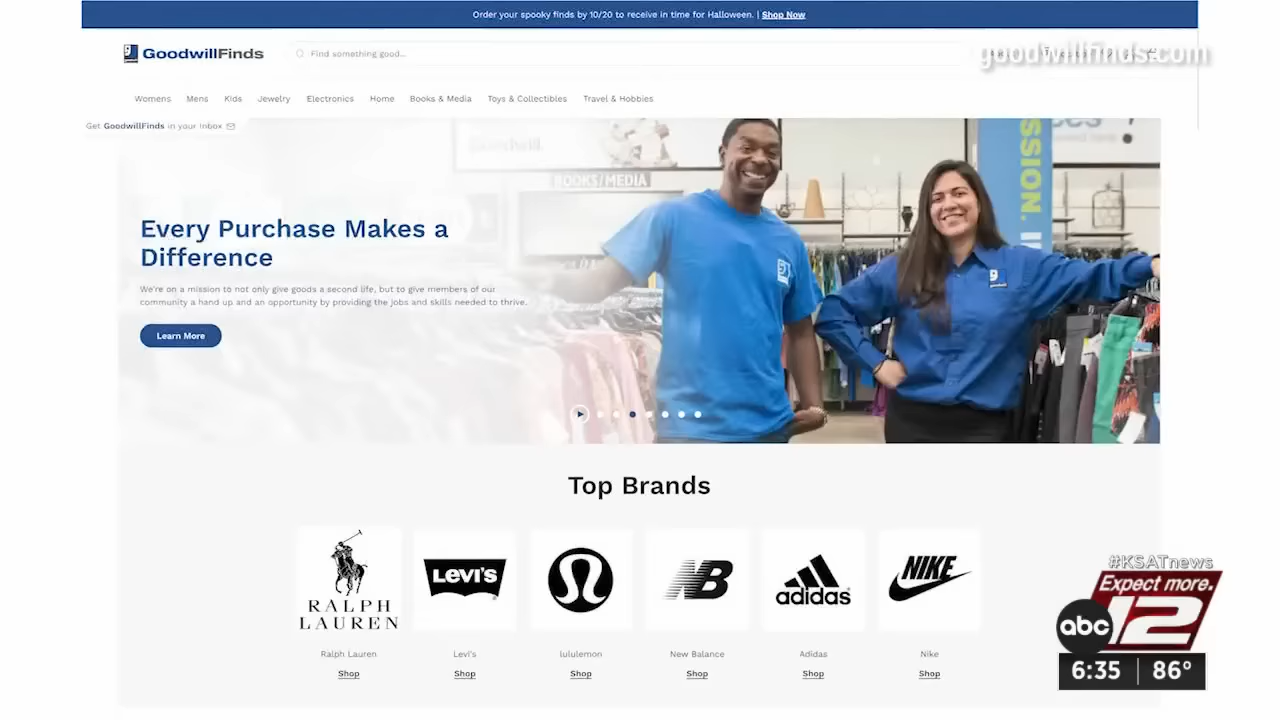 Order your spooky finds by 10/20 to receive in time for Halloween. | Shop Now
GoodwillFinds
Find something good...
goodwillfinds.com
Womens Mens Kids Jewelry Electronics Home Books & Media Toys & Collectibles Travel & Hobbies
Get GoodwillFinds in your inbox
goodwill
BOOKS/MEDIA
SSION.
Every Purchase Makes a
Difference
We're on a mission to not only give goods a second life, but to give members of our
community a hand up and an opportunity by providing the jobs and skills needed to thrive.
Learn More
g
Top Brands
RALPH
LAUREN
LEVI'S
NB
adidas
NIKE
Ralph Lauren Levi's lululemon New Balance Adidas Nike
Shop Shop Shop Shop Shop Shop
#KSATnews
Expect more.
abc 12
6:35 86°